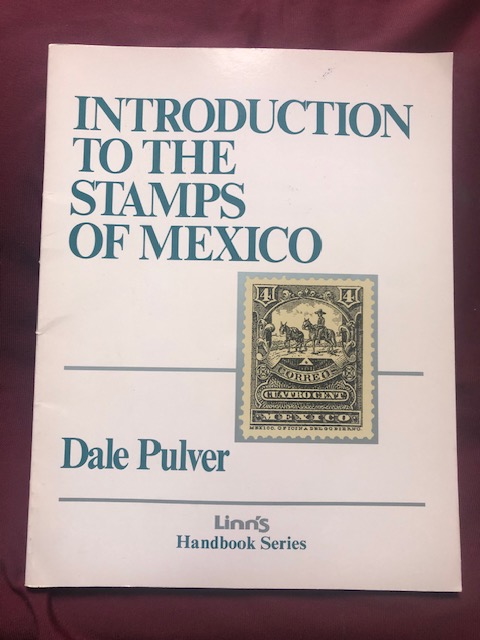 INTRODUCTION
TO THE
STAMPS
OF MEXICO
4 4
CORREO
CUATRO CENT
MEXICO
Dale Pulver
Linn's
Handbook Series